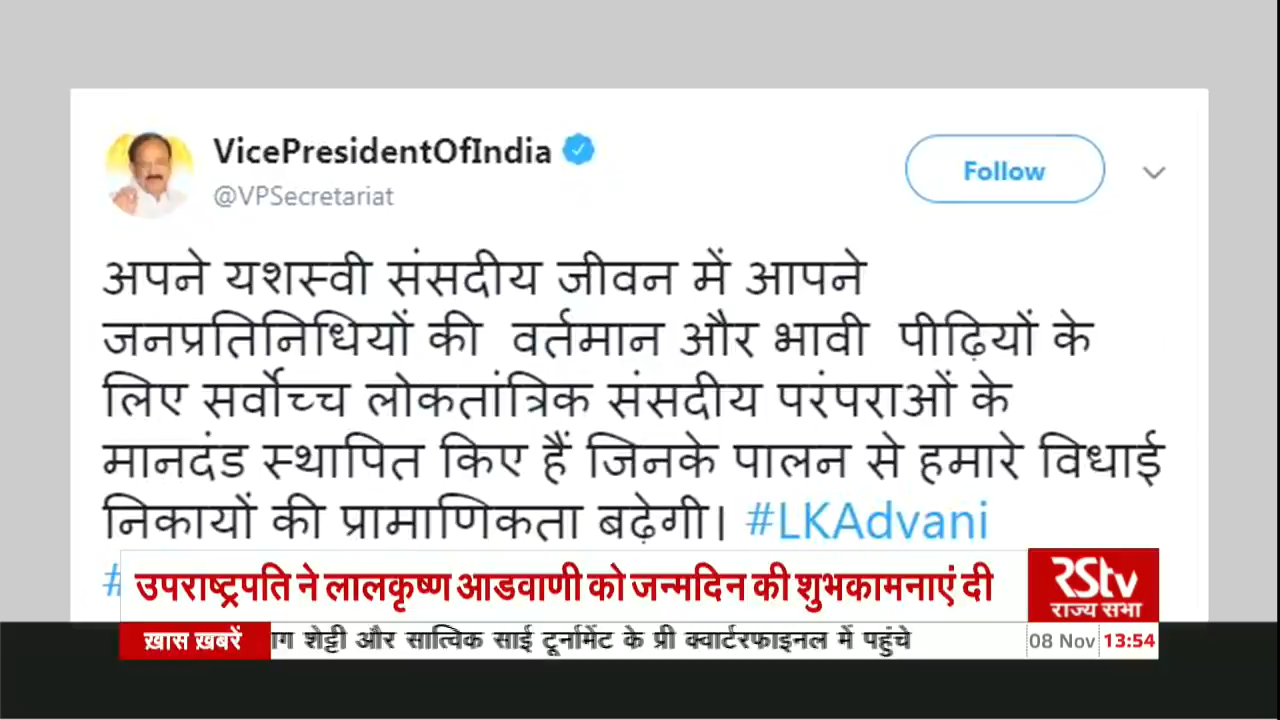 VicePresidentOfIndia
@VPSecretariat
Follow
अपने यशस्वी संसदीय जीवन में आपने
जनप्रतिनिधियों की वर्तमान और भावी पीढ़ियों के
लिए सर्वोच्च लोकतांत्रिक संसदीय परंपराओं के
मानदंड स्थापित किए हैं जिनके पालन से हमारे विधाई
निकायों की प्रामाणिकता बढ़ेगी। #LKAdvani
#
उपराष्ट्रपति ने लालकृष्ण आडवाणी को जन्मदिन की शुभकामनाएं दी
RStv
राज्य सभा
ख़ास ख़बरें
शेट्टी और सात्विक साई टूर्नामेंट के प्री क्वार्टरफाइनल में पहुंचे
08 Nov 13:54